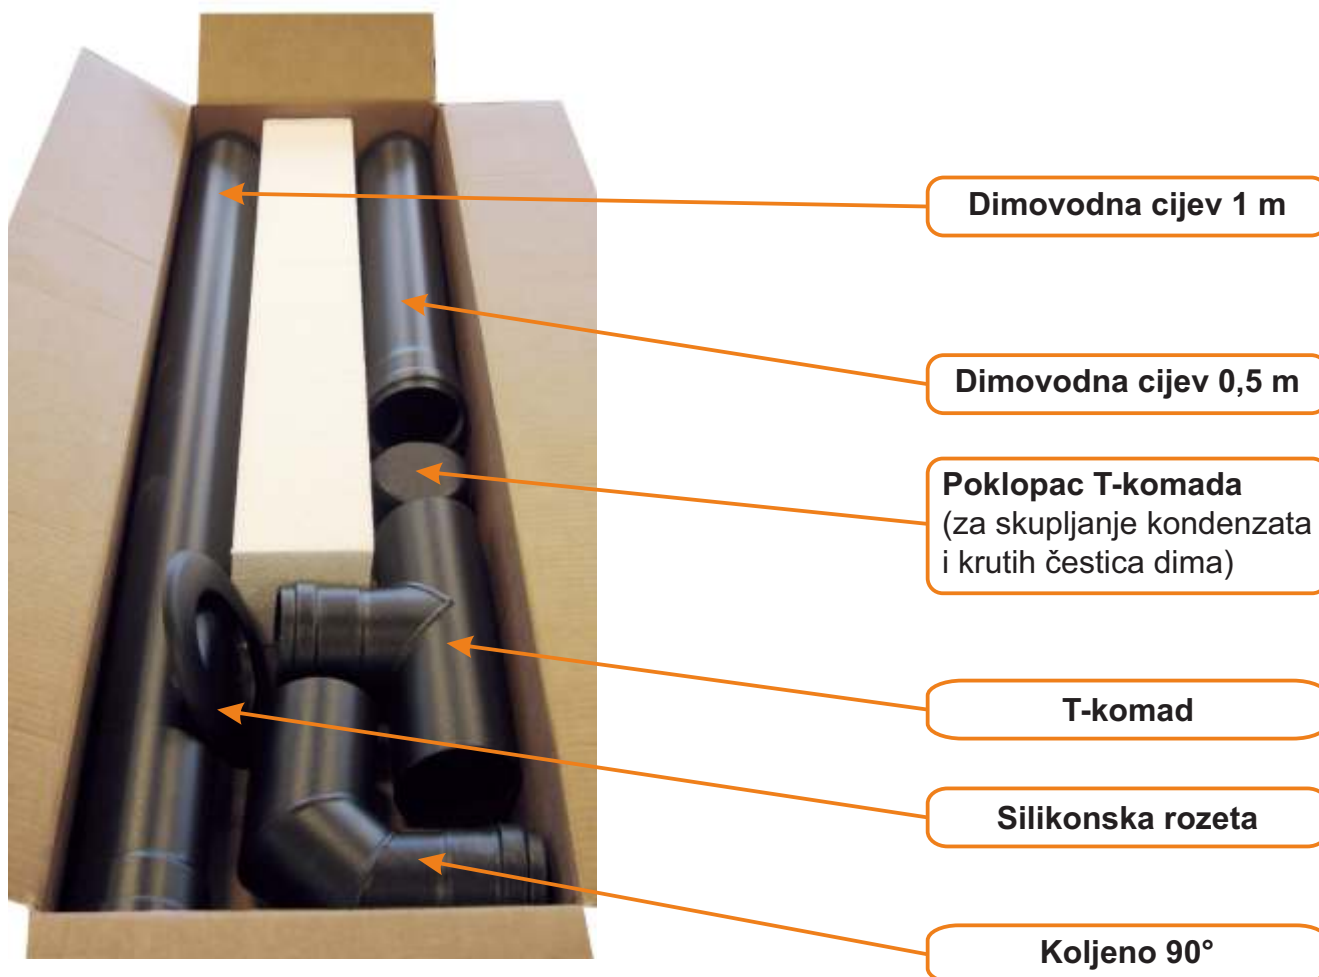 Dimovodna cijev 1 m
Dimovodna cijev 0,5 m
Poklopac T-komada
(za skupljanje kondenzata
i krutih čestica dima)
T-komad
Silikonska rozeta
Koljeno 90°